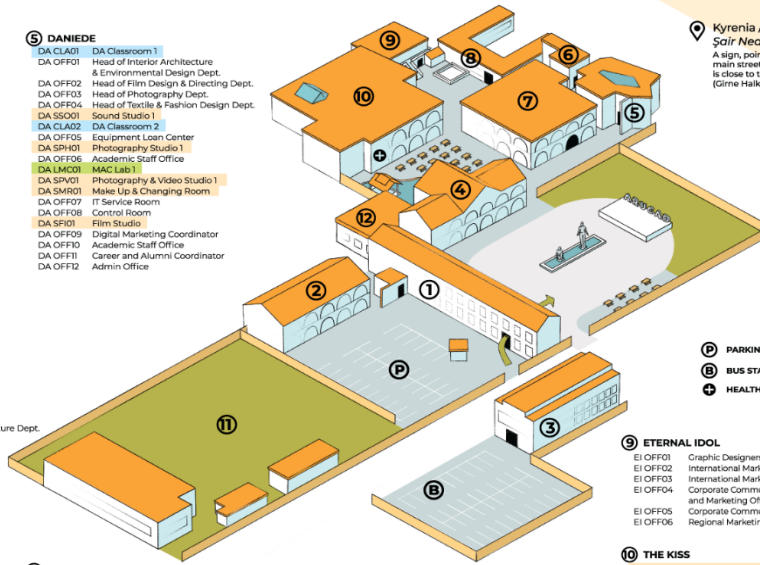 5 DANIEDE
DA CLA01 DA Classroom 1
DA OFF01 Head of Interior Architecture
& Environmental Design Dept.
DA OFF02 Head of Film Design & Directing Dept.
DA OFF03 Head of Photography Dept.
DA OFF04 Head of Textile & Fashion Design Dept.
DA SSO01 Sound Studio 1
DA CLA02 DA Classroom 2
DA OFF05 Equipment Loan Center
DA SPH01 Photography Studio 1
DA OFF06 Academic Staff Office
DA LMC01 MAC Lab 1
DA SPV01 Photography & Video Studio 1
DA SMR01 Make Up & Changing Room
DA OFF07 IT Service Room
DA OFF08 Control Room
DA SFI01 Film Studio
DA OFF09 Digital Marketing Coordinator
DA OFF10 Academic Staff Office
DA OFF11 Career and Alumni Coordinator
DA OFF12 Admin Office
9
8
6
10
7
5
4
12
2
1
P
11
3
B
ARUCAD
Kyrenia /
Şair Ned
A sign, poin
main street
is close to t
(Girne Halk
P PARKIN
B BUS STA
HEALTH
ure Dept.
9 ETERNAL IDOL
EI OFF01 Graphic Designers
EI OFF02 International Mark
EI OFF03 International Mark
EI OFF04 Corporate Commu
and Marketing Off
EI OFF05 Corporate Commu
EI OFF06 Regional Marketin
10 THE KISS